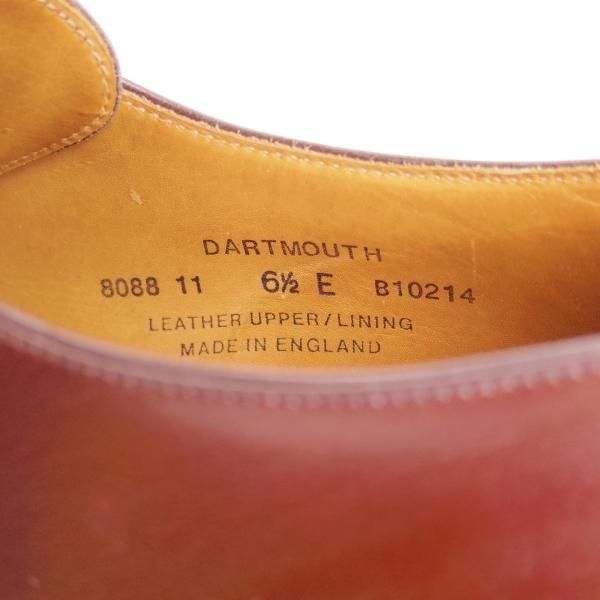 DARTMOUTH
8088 11 6½ E B10214
LEATHER UPPER/LINING
MADE IN ENGLAND